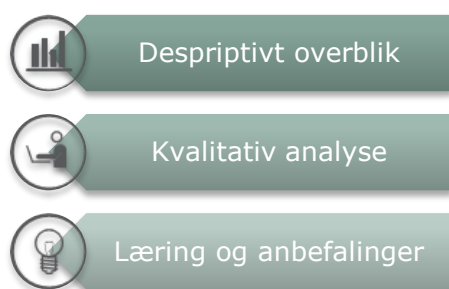 Despriptivt overblik
Kvalitativ analyse
Læring og anbefalinger